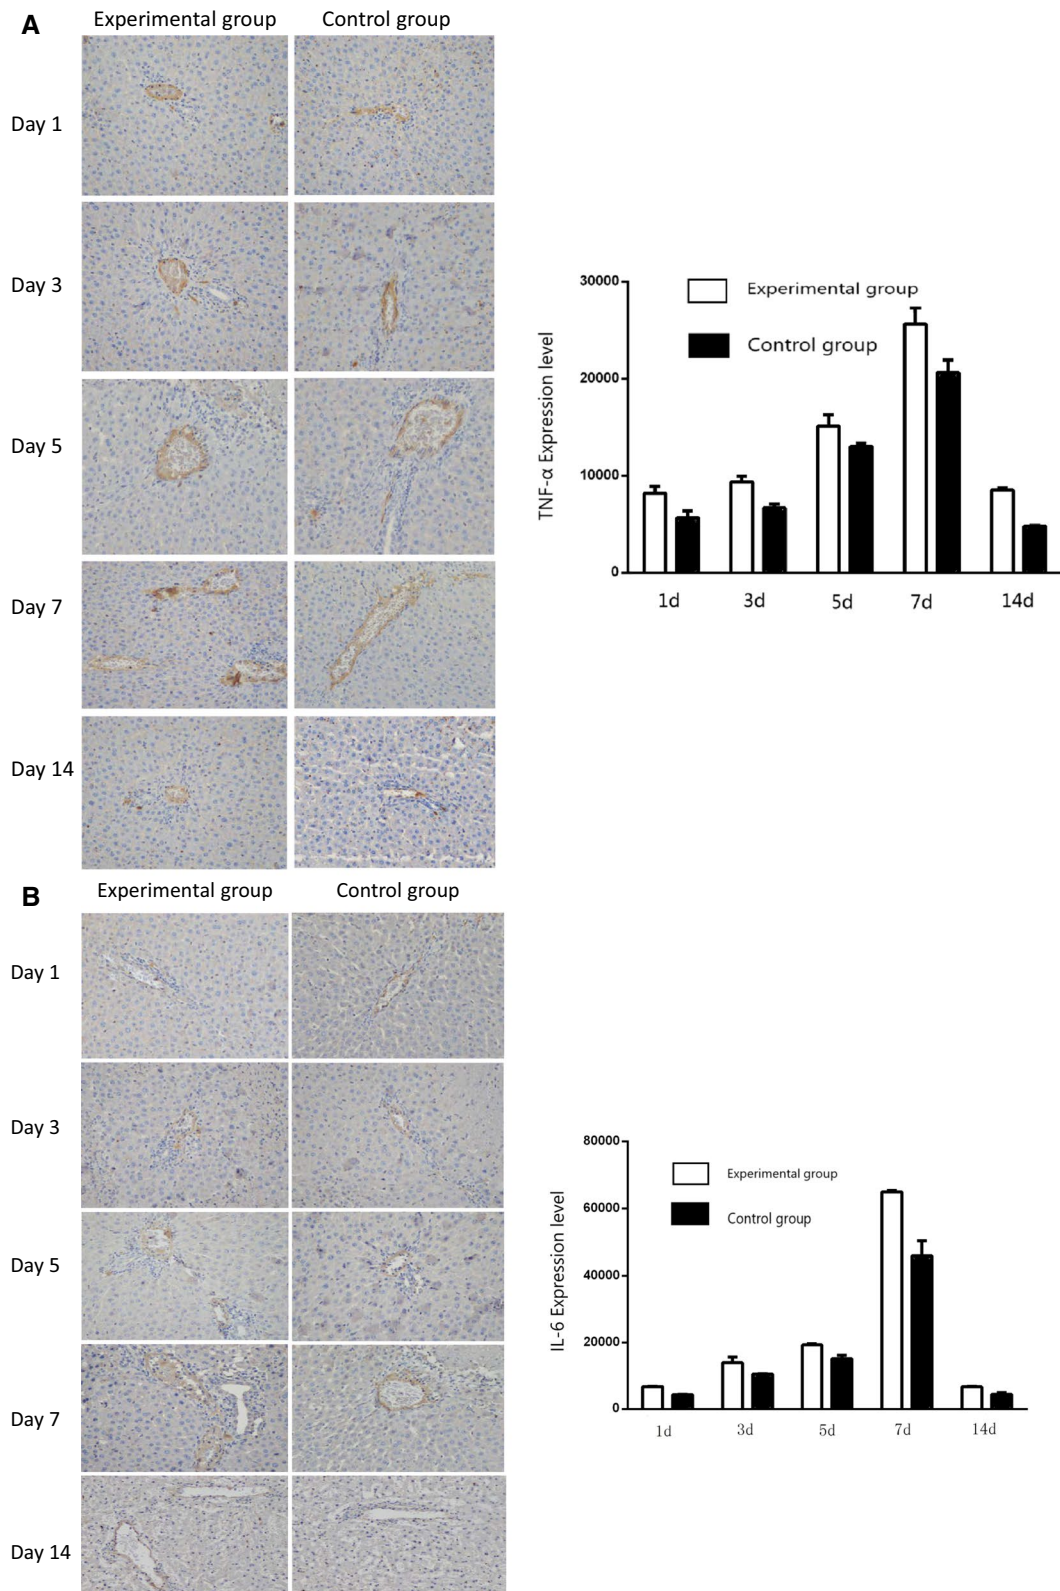 A
Experimental group
Control group
Day 1
Day 3
Day 5
Day 7
Day 14
TNF-α Expression level
30000
20000
10000
0
Experimental group
Control group
1d
3d
5d
7d
14d
B
Experimental group
Control group
Day 1
Day 3
Day 5
Day 7
Day 14
IL-6 Expression level
80000
60000
40000
20000
0
Experimental group
Control group
1d
3d
5d
7d
14d